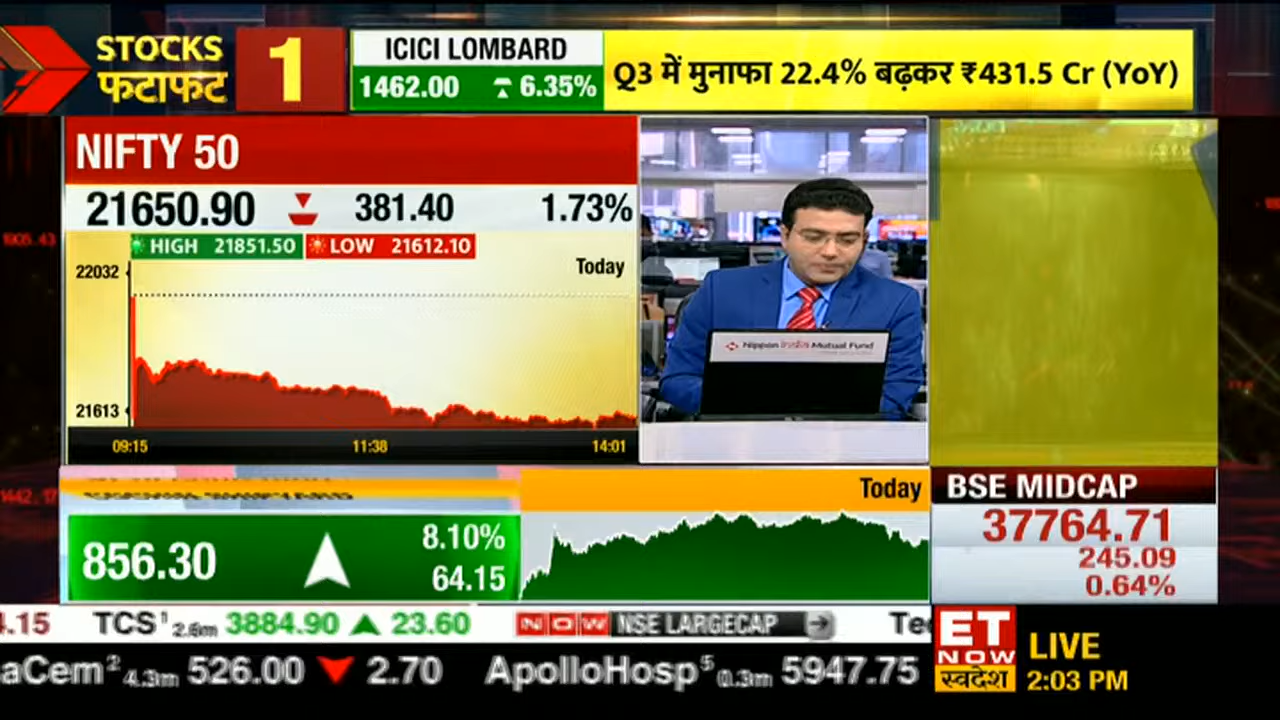 STOCKS
फटाफट
1
ICICI LOMBARD
1462.00 6.35%
Q3 में मुनाफा 22.4% बढ़कर ₹431.5 Cr (YoY)
NIFTY 50
21650.90 381.40 1.73%
HIGH 21851.50 LOW 21612.10
Today
22032
21613
09:15 11:38 14:01
Nippon India Mutual Fund
Today
856.30
8.10%
64.15
BSE MIDCAP
37764.71
245.09
0.64%
4.15 TCS 2.6m 3884.90 23.60 NOW NSE LARGECAP
aCem 2 4.3m 526.00 2.70 ApolloHosp 5 0.3m 5947.75
ET
NOW
स्वदेश
LIVE
2:03 PM